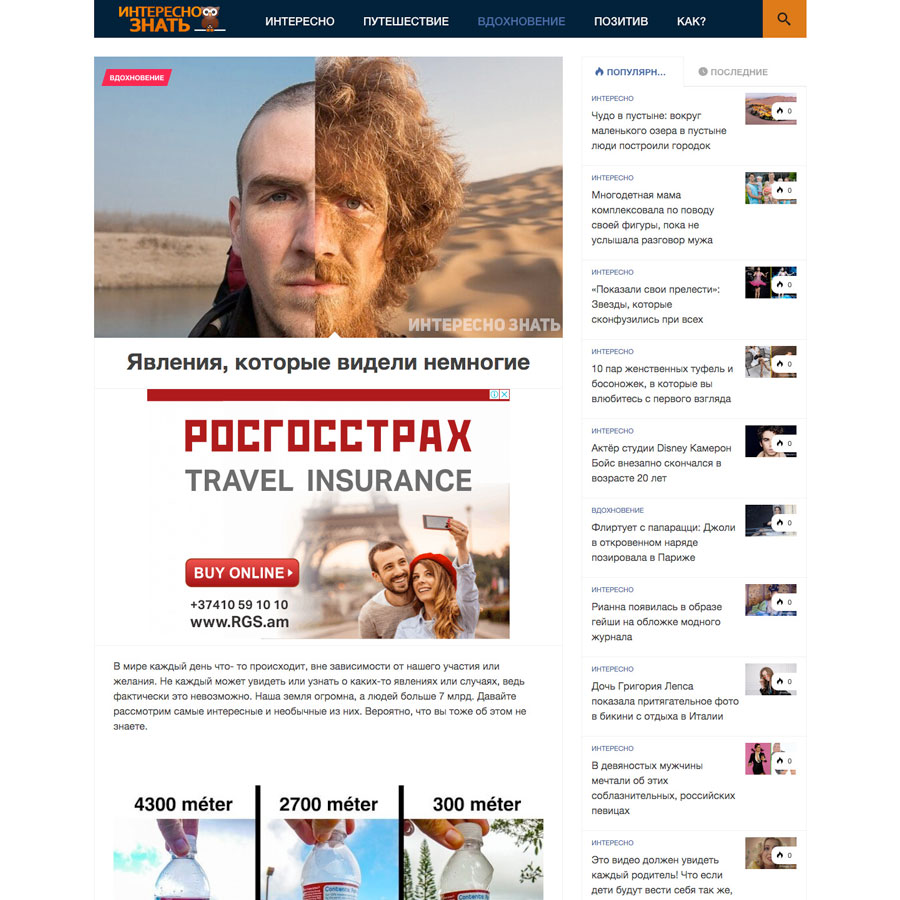 ИНТЕРЕСНО
ЗНАТЬ
ИНТЕРЕСНО ПУТЕШЕСТВИЕ ВДОХНОВЕНИЕ ПОЗИТИВ КАК?
ВДОХНОВЕНИЕ
ИНТЕРЕСНО ЗНАТЬ
Явления, которые видели немногие
РОСГОССТРАХ
TRAVEL INSURANCE
BUY ONLINE
+37410 59 10 10
www.RGS.am
В мире каждый день что- то происходит, вне зависимости от нашего участия или
желания. Не каждый может увидеть или узнать о каких-то явлениях или случаях, ведь
фактически это невозможно. Наша земля огромна, а людей больше 7 млрд. Давайте
рассмотрим самые интересные и необычные из них. Вероятно, что вы тоже об этом не
знаете.
4300 méter 2700 méter 300 méter
ПОПУЛЯРН... ПОСЛЕДНИЕ
ИНТЕРЕСНО
Чудо в пустыне: вокруг
маленького озера в пустыне
люди построили городок
0
ИНТЕРЕСНО
Многодетная мама
комплексовала по поводу
своей фигуры, пока не
услышала разговор мужа
0
ИНТЕРЕСНО
«Показали свои прелести»:
Звезды, которые
сконфузились при всех
0
ИНТЕРЕСНО
10 пар женственных туфель и
босоножек, в которые вы
влюбитесь с первого взгляда
0
ИНТЕРЕСНО
Актёр студии Disney Камерон
Бойс внезапно скончался в
возрасте 20 лет
0
ВДОХНОВЕНИЕ
Флиртует с папарацци: Джоли
в откровенном наряде
позировала в Париже
0
ИНТЕРЕСНО
Рианна появилась в образе
гейши на обложке модного
журнала
0
ИНТЕРЕСНО
Дочь Григория Лепса
показала притягательное фото
в бикини с отдыха в Италии
0
ИНТЕРЕСНО
В девяностых мужчины
мечтали об этих
соблазнительных, российских
певицах
0
ИНТЕРЕСНО
Это видео должен увидеть
каждый родитель! Что если
дети будут вести себя так же,
0